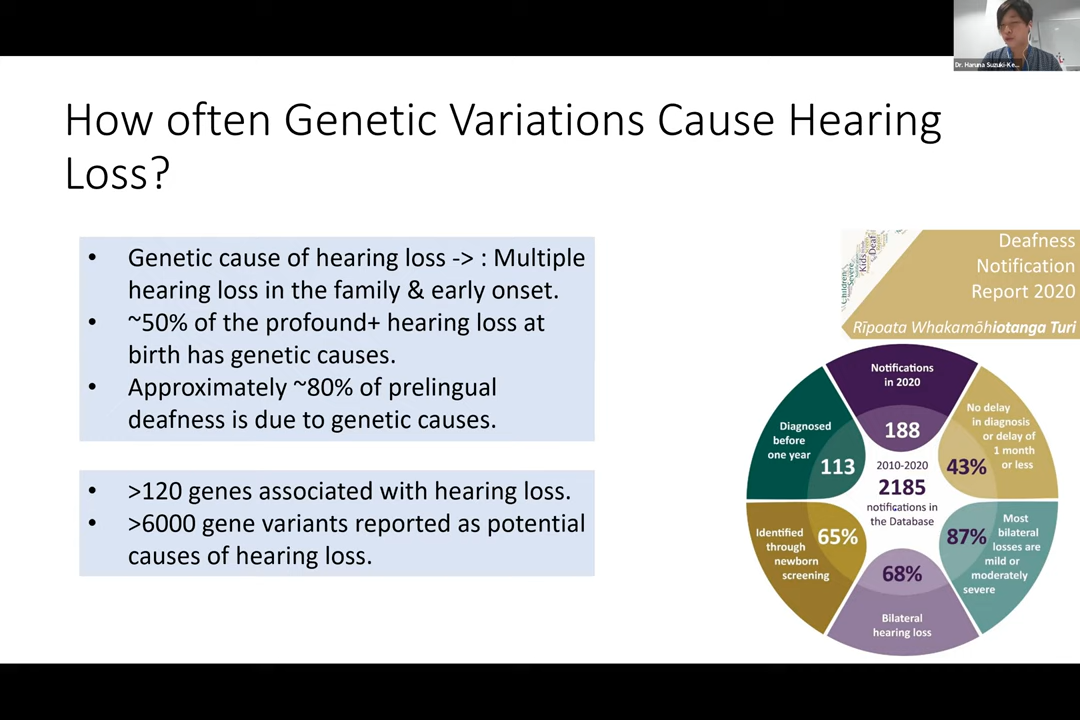 Dr. Haruna Suzuki-Ke...
How often Genetic Variations Cause Hearing
Loss?
• Genetic cause of hearing loss -> : Multiple
hearing loss in the family & early onset.
• ~50% of the profound+ hearing loss at
birth has genetic causes.
• Approximately ~80% of prelingual
deafness is due to genetic causes.
• >120 genes associated with hearing loss.
• >6000 gene variants reported as potential
causes of hearing loss.
Children
Severe
Kids
Deaf
Deafness
Notification
Report 2020
Rīpoata Whakamōhiotanga Turi
Notifications
in 2020
188
No delay
in diagnosis
or delay of
1 month
or less
43%
Most
bilateral
losses are
mild or
moderately
severe
87%
Bilateral
hearing loss
68%
Identified
through
newborn
screening
65%
Diagnosed
before
one year
113
2010-2020
2185
notifications in
the Database